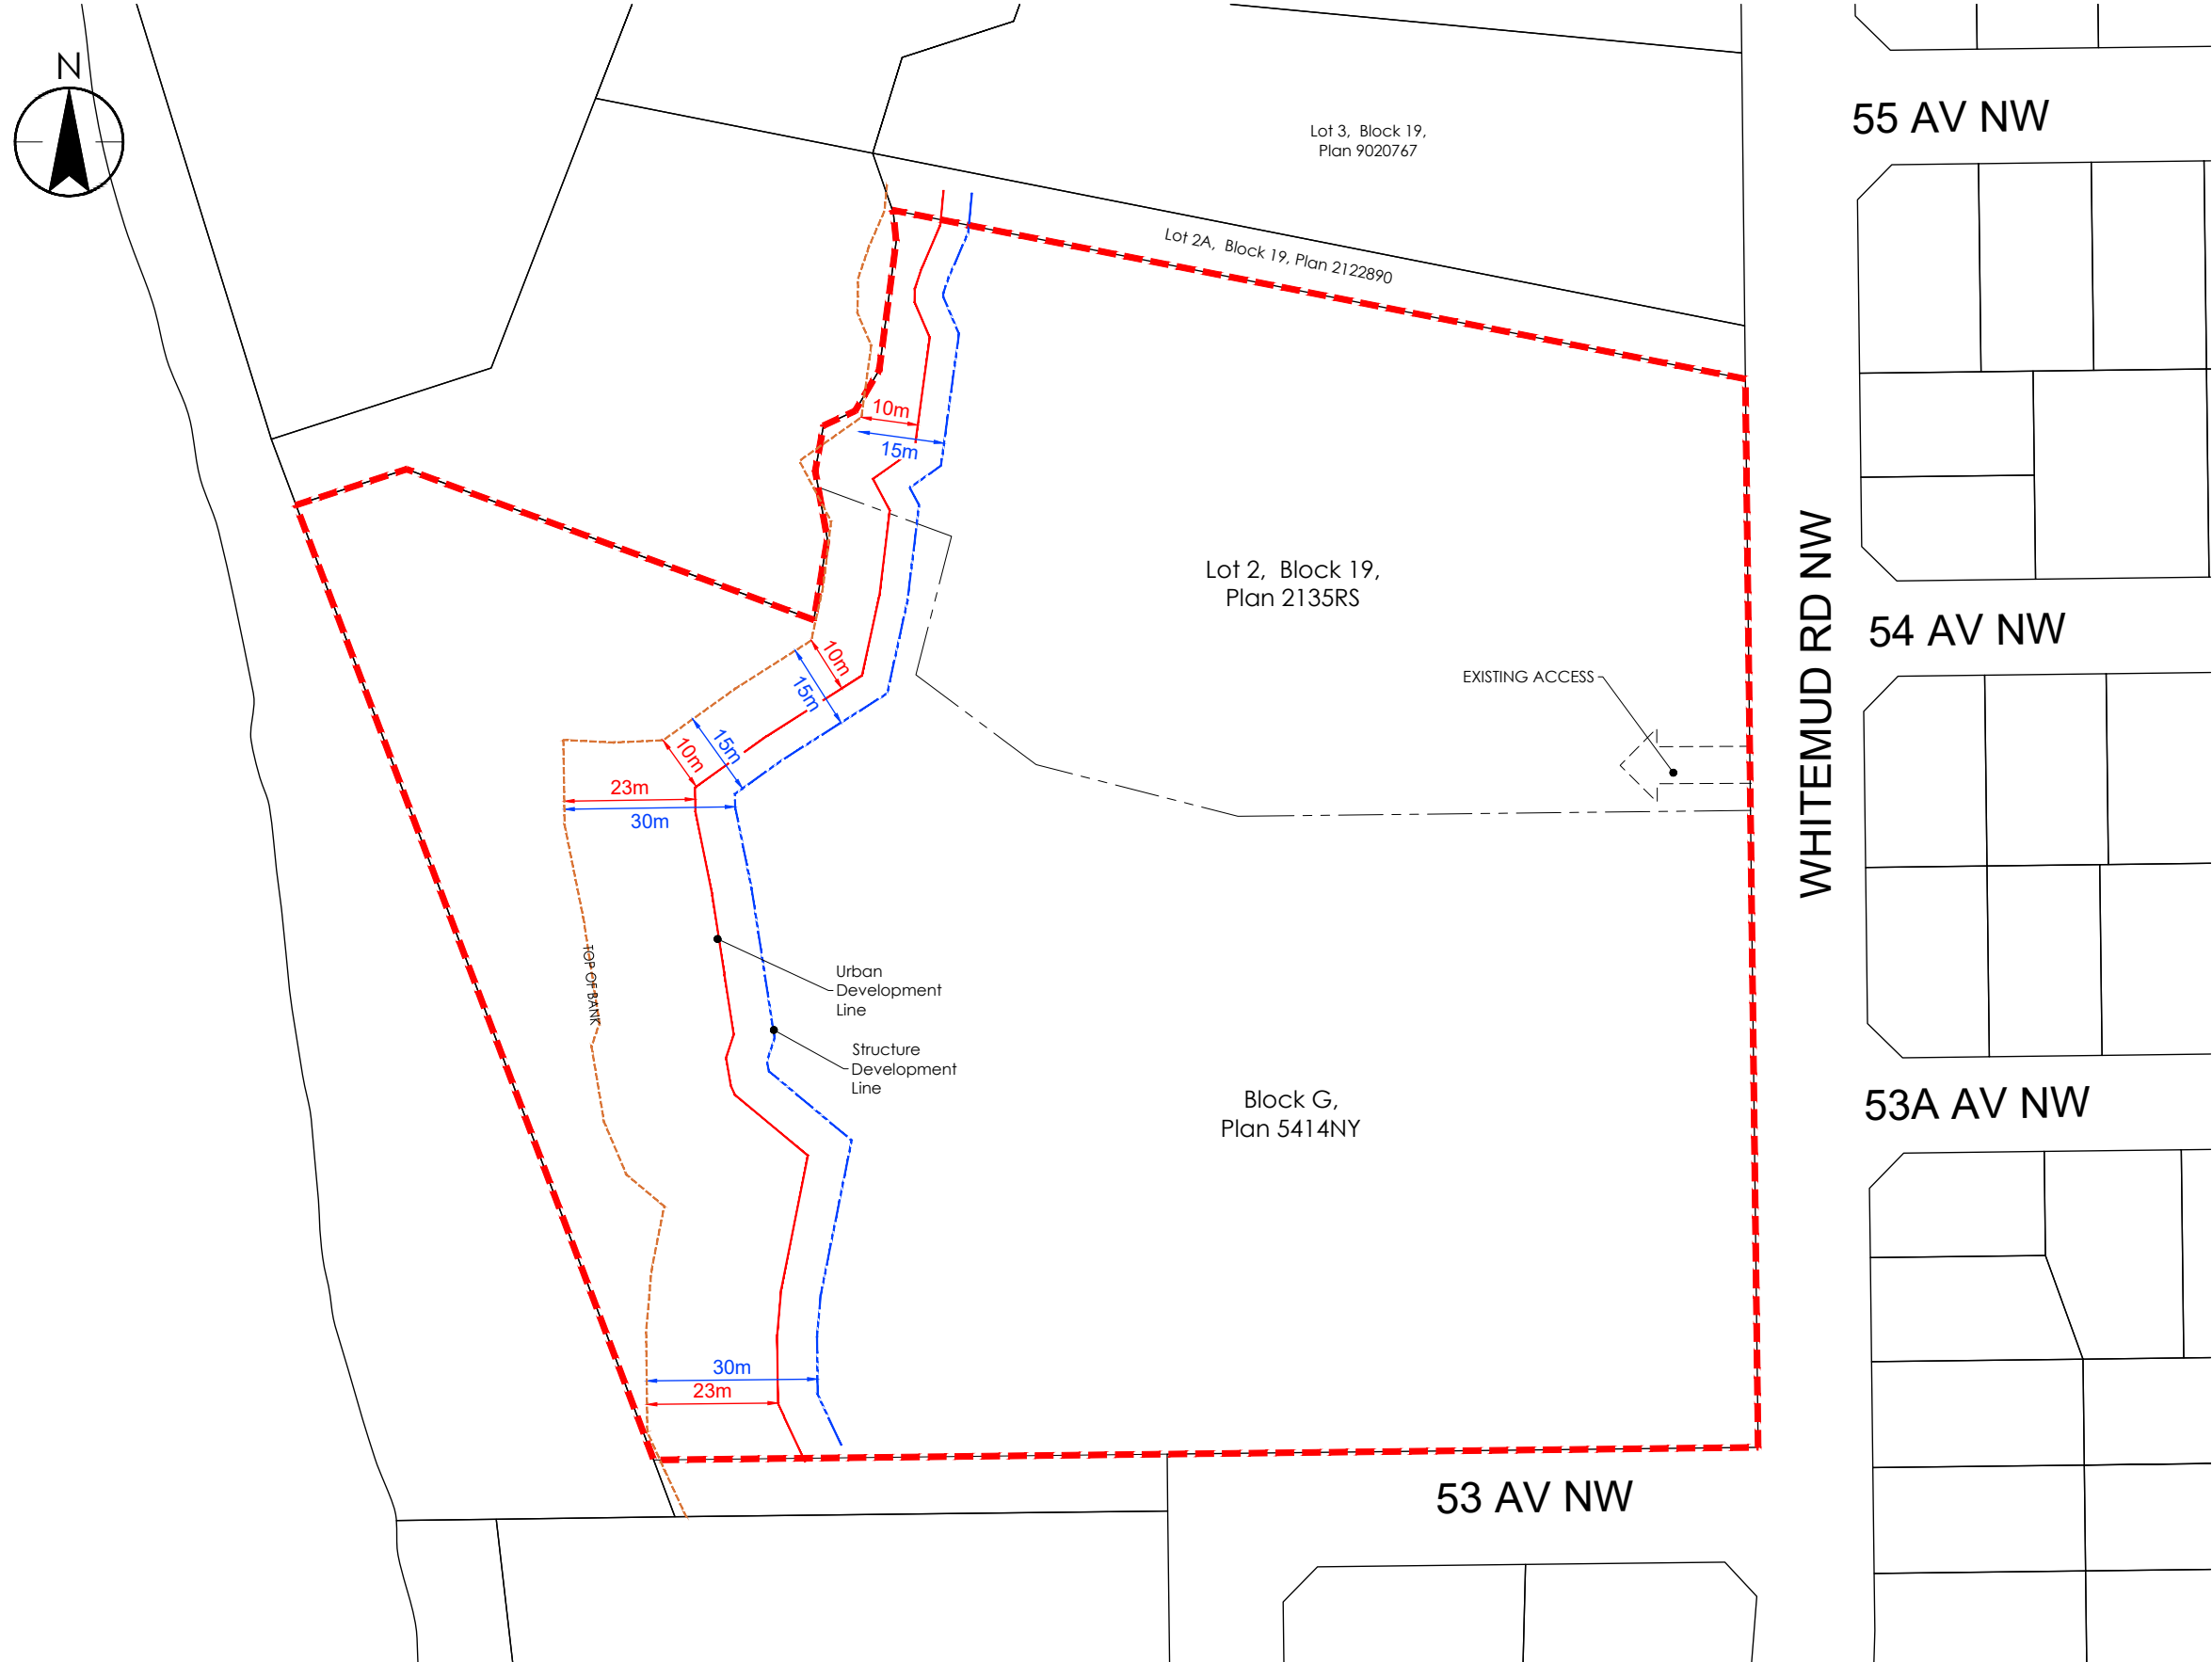 N
55 AV NW
Lot 3, Block 19,
Plan 9020767
Lot 2A, Block 19, Plan 2122890
10m
15m
WHITEMUD RD NW
Lot 2, Block 19,
Plan 2135RS
54 AV NW
EXISTING ACCESS
10m
15m
15m
10m
23m
30m
TOP OF BANK
Urban
Development
Line
Structure
Development
Line
Block G,
Plan 5414NY
53A AV NW
30m
23m
53 AV NW